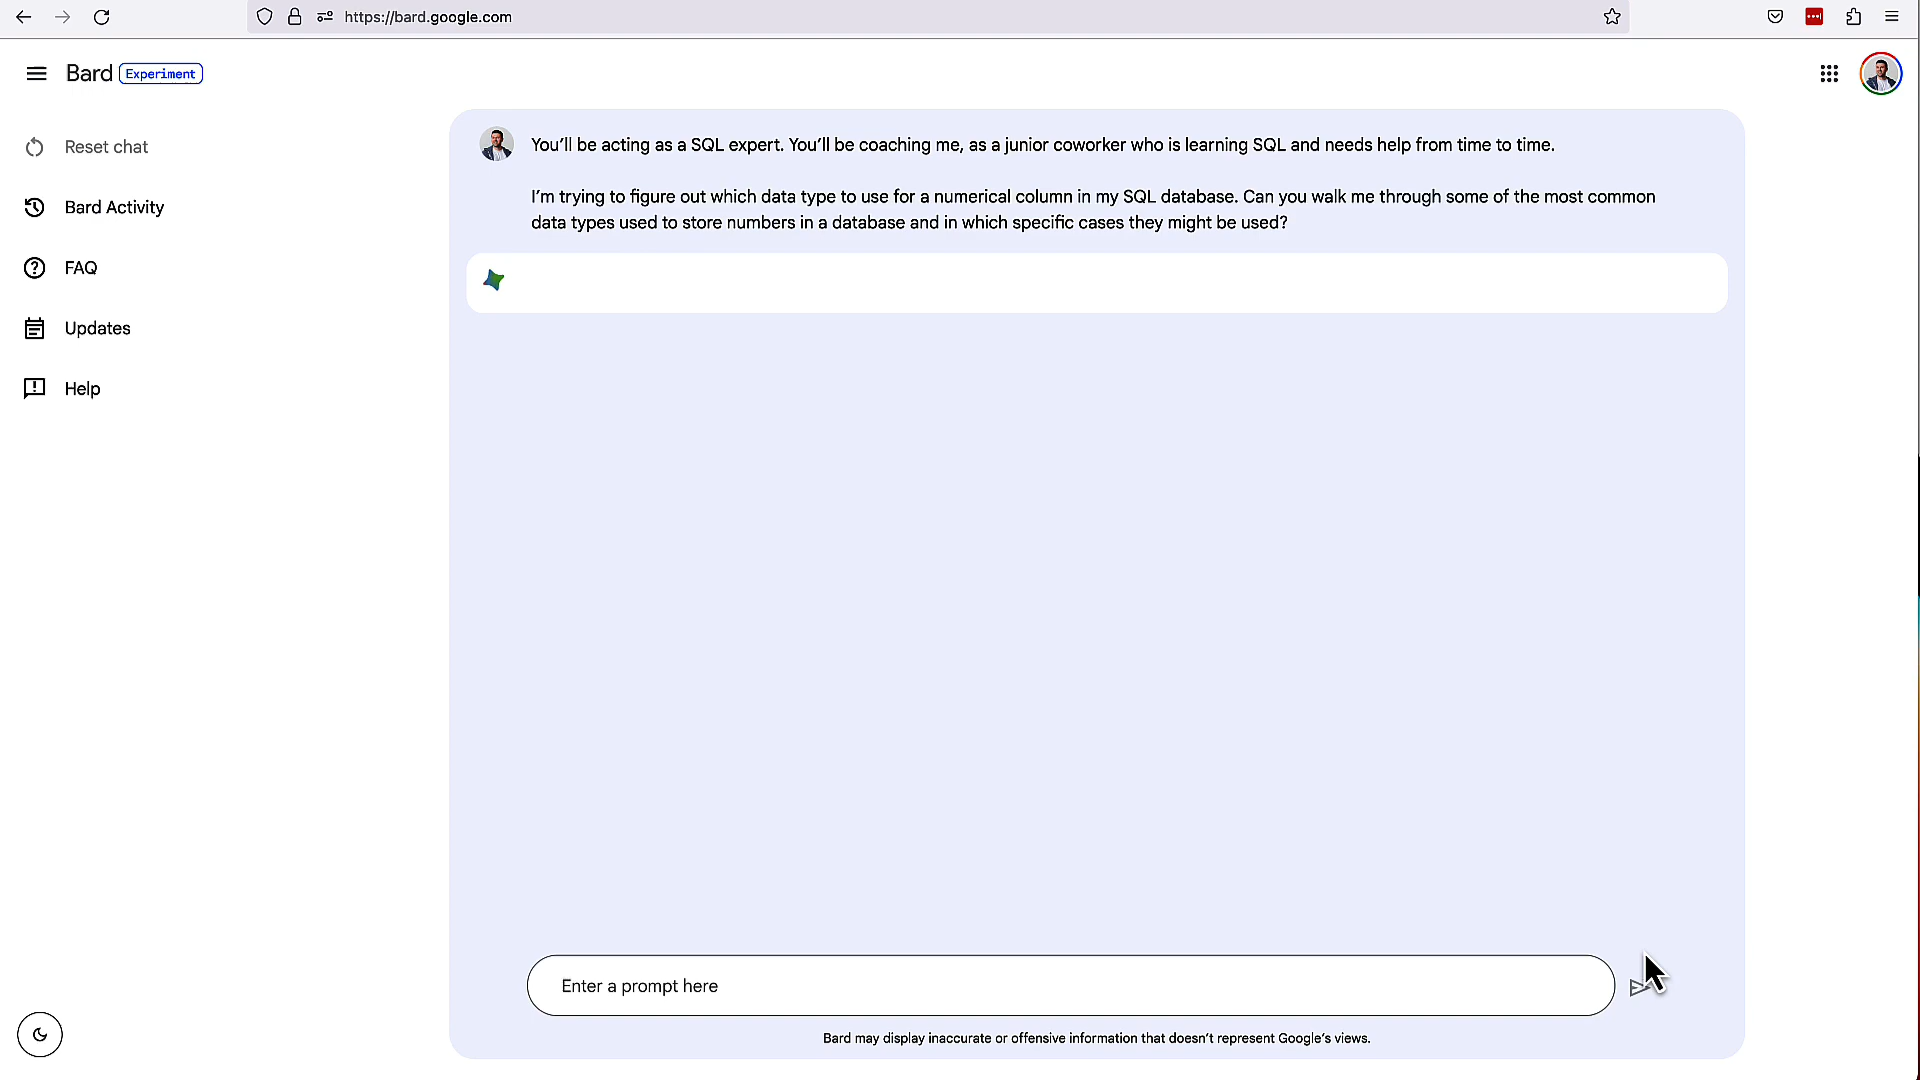 https://bard.google.com
Bard Experiment
Reset chat
Bard Activity
FAQ
Updates
Help
You’ll be acting as a SQL expert. You’ll be coaching me, as a junior coworker who is learning SQL and needs help from time to time.
I’m trying to figure out which data type to use for a numerical column in my SQL database. Can you walk me through some of the most common
data types used to store numbers in a database and in which specific cases they might be used?
Enter a prompt here
Bard may display inaccurate or offensive information that doesn’t represent Google’s views.